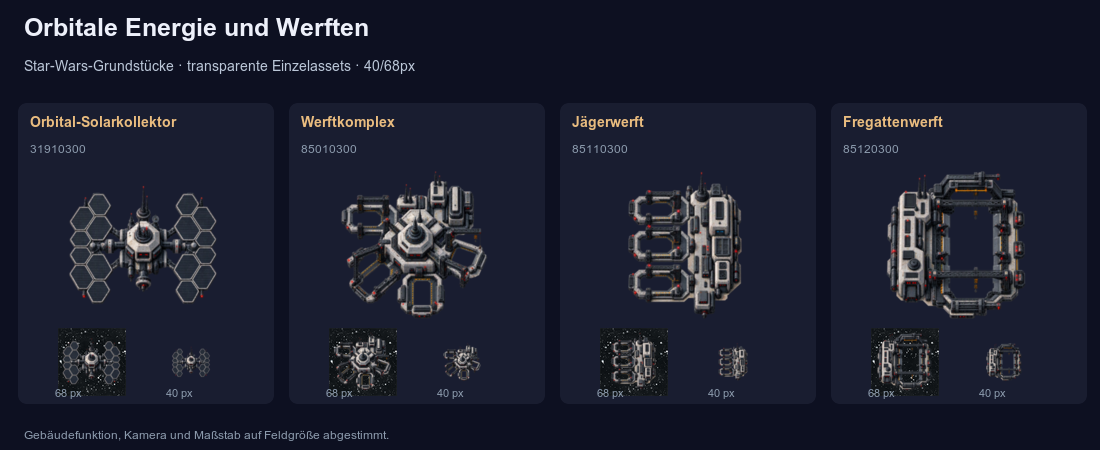 Orbitale Energie und Werften
Star-Wars-Grundstücke · transparente Einzelassets · 40/68px
Orbital-Solarkollektor
31910300
68 px
40 px
Werftkomplex
85010300
68 px
40 px
Jägerwerft
85110300
68 px
40 px
Fregattenwerft
85120300
68 px
40 px
Gebäudefunktion, Kamera und Maßstab auf Feldgröße abgestimmt.